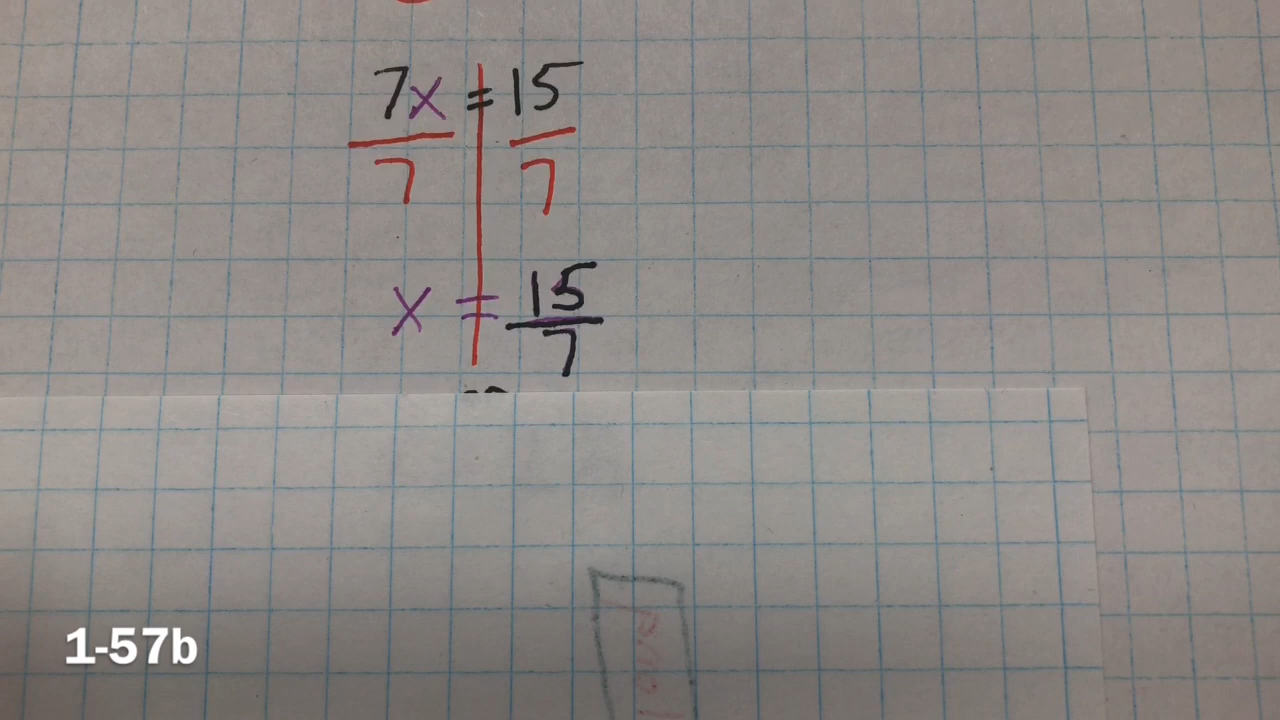 7x = 15
7 7
x = 15
7
1-57b